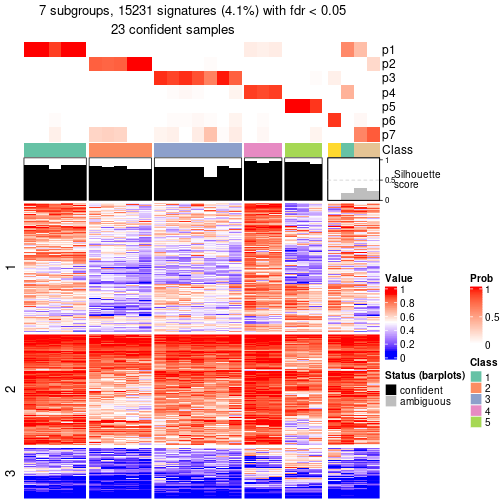 7 subgroups, 15231 signatures (4.1%) with fdr < 0.05
23 confident samples
p1
p2
p3
p4
p5
p6
p7
Class
1
0.5
0
Silhouette
score
1
2
3
Value
1
0.8
0.6
0.4
0.2
0
Status (barplots)
confident
ambiguous
Prob
1
0.5
0
Class
1
2
3
4
5